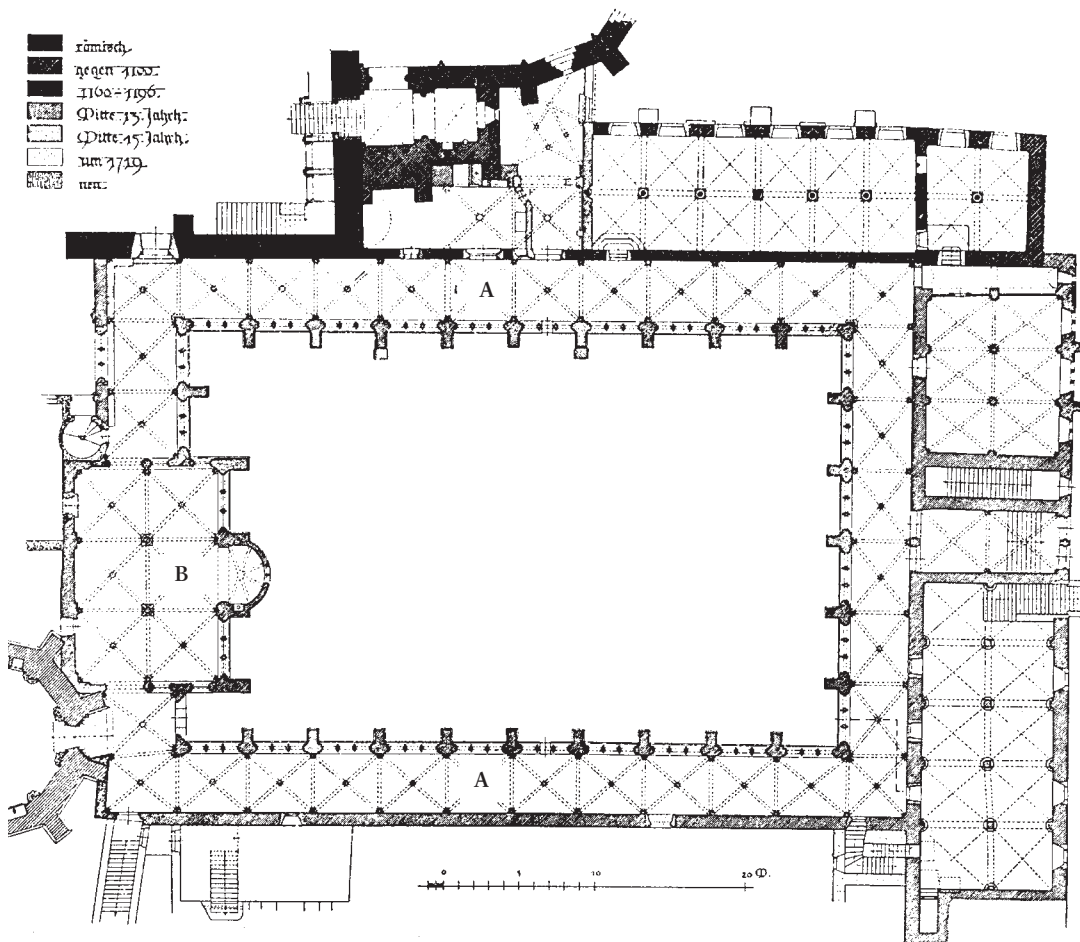 römisch.
gegen 1100.
1160–1196.
Mitte 13. Jahrh.
Mitte 15. Jahrh.
um 1719.
neu.
A
B
A
0 5 10 20 M.